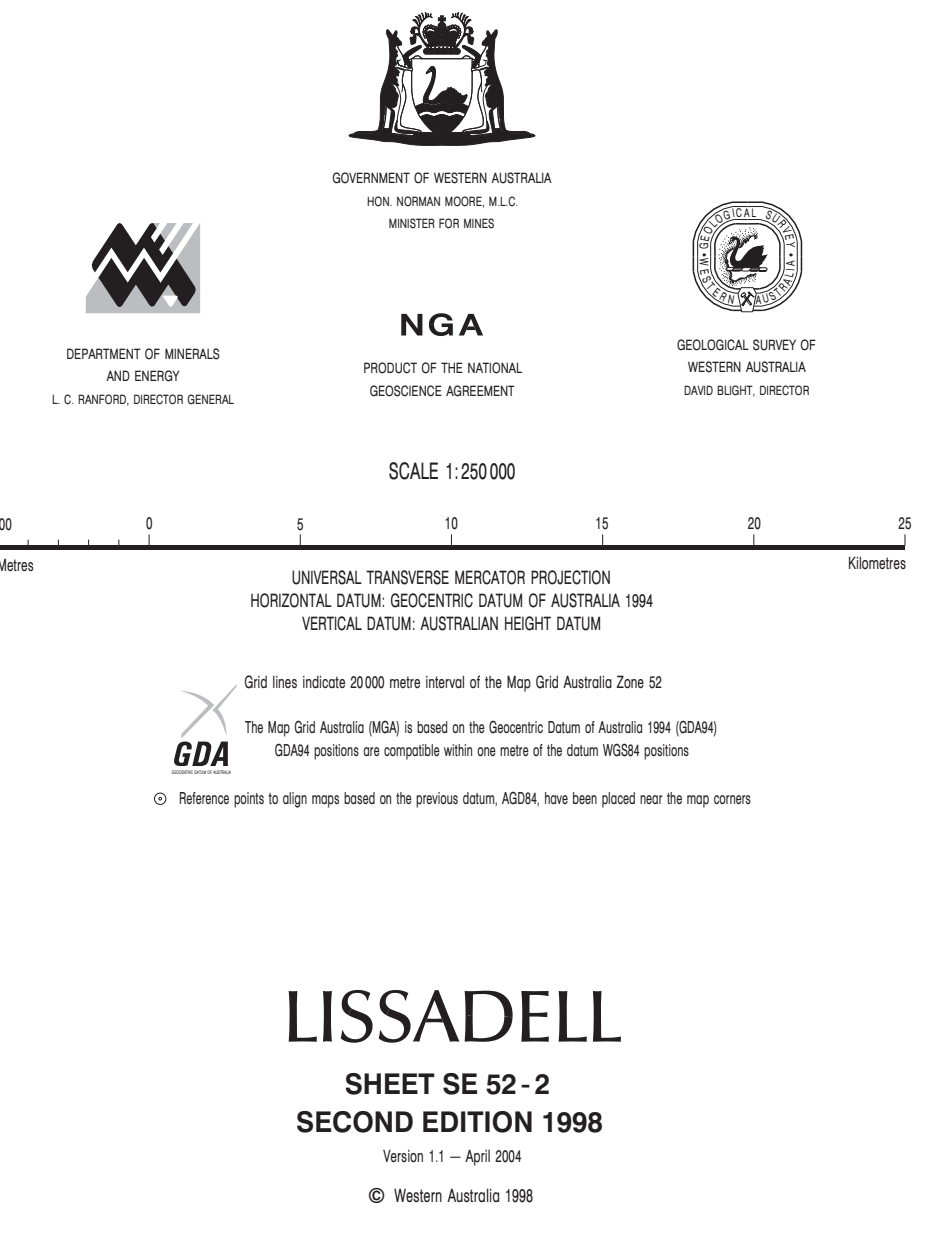 GOVERNMENT OF WESTERN AUSTRALIA
HON. NORMAN MOORE, M.L.C.
MINISTER FOR MINES
DEPARTMENT OF MINERALS
AND ENERGY
L. C. RANFORD, DIRECTOR GENERAL
NGA
PRODUCT OF THE NATIONAL
GEOSCIENCE AGREEMENT
GEOLOGICAL SURVEY
WESTERN AUSTRALIA
GEOLOGICAL SURVEY OF
WESTERN AUSTRALIA
DAVID BLIGHT, DIRECTOR
SCALE 1:250 000
00 0 5 10 15 20 25
Metres Kilometres
UNIVERSAL TRANSVERSE MERCATOR PROJECTION
HORIZONTAL DATUM: GEOCENTRIC DATUM OF AUSTRALIA 1994
VERTICAL DATUM: AUSTRALIAN HEIGHT DATUM
Grid lines indicate 20 000 metre interval of the Map Grid Australia Zone 52
The Map Grid Australia (MGA) is based on the Geocentric Datum of Australia 1994 (GDA94)
GDA94 positions are compatible within one metre of the datum WGS84 positions
GDA
GEOCENTRIC DATUM OF AUSTRALIA
Reference points to align maps based on the previous datum, AGD84, have been placed near the map corners
LISSADELL
SHEET SE 52-2
SECOND EDITION 1998
Version 1.1 — April 2004
© Western Australia 1998